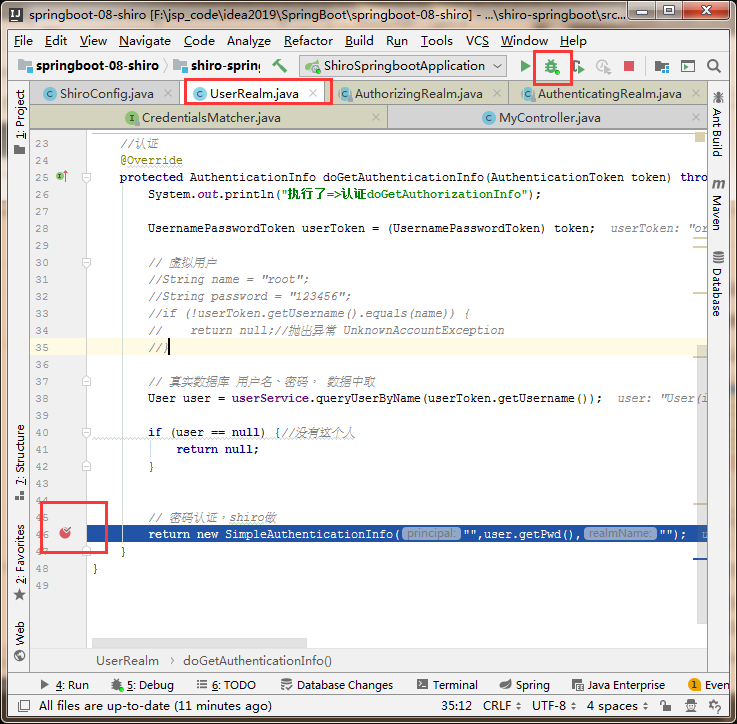 springboot-08-shiro [F:\jsp_code\idea2019\SpringBoot\springboot-08-shiro] - ...\shiro-springboot\src...
File Edit View Navigate Code Analyze Refactor Build Run Tools VCS Window Help
springboot-08-shiro shiro-spring ShiroSpringbootApplication
ShiroConfig.java UserRealm.java AuthorizingRealm.java AuthenticatingRealm.java
CredentialsMatcher.java MyController.java
1: Project
7: Structure
2: Favorites
Web
Ant Build
Maven
Database
23 //认证
24 @Override
25 protected AuthenticationInfo doGetAuthenticationInfo(AuthenticationToken token) thro
26 System.out.println("执行了=>认证doGetAuthorizationInfo");
27
28 UsernamePasswordToken userToken = (UsernamePasswordToken) token; userToken: "or
29
30 // 虚拟用户
31 //String name = "root";
32 //String password = "123456";
33 //if (!userToken.getUsername().equals(name)) {
34 // return null;//抛出异常 UnknownAccountException
35 //}
36
37 // 真实数据库 用户名、密码， 数据中取
38 User user = userService.queryUserByName(userToken.getUsername()); user: "User(i
39
40 if (user == null) {//没有这个人
41 return null;
42 }
43
44
45 // 密码认证，shiro做
46 return new SimpleAuthenticationInfo( principal: "",user.getPwd(), realmName: "");
47 }
48 }
49
UserRealm doGetAuthenticationInfo()
4: Run 5: Debug 6: TODO Database Changes Terminal Spring Java Enterprise 1 Even
All files are up-to-date (11 minutes ago) 35:12 CRLF UTF-8 4 spaces